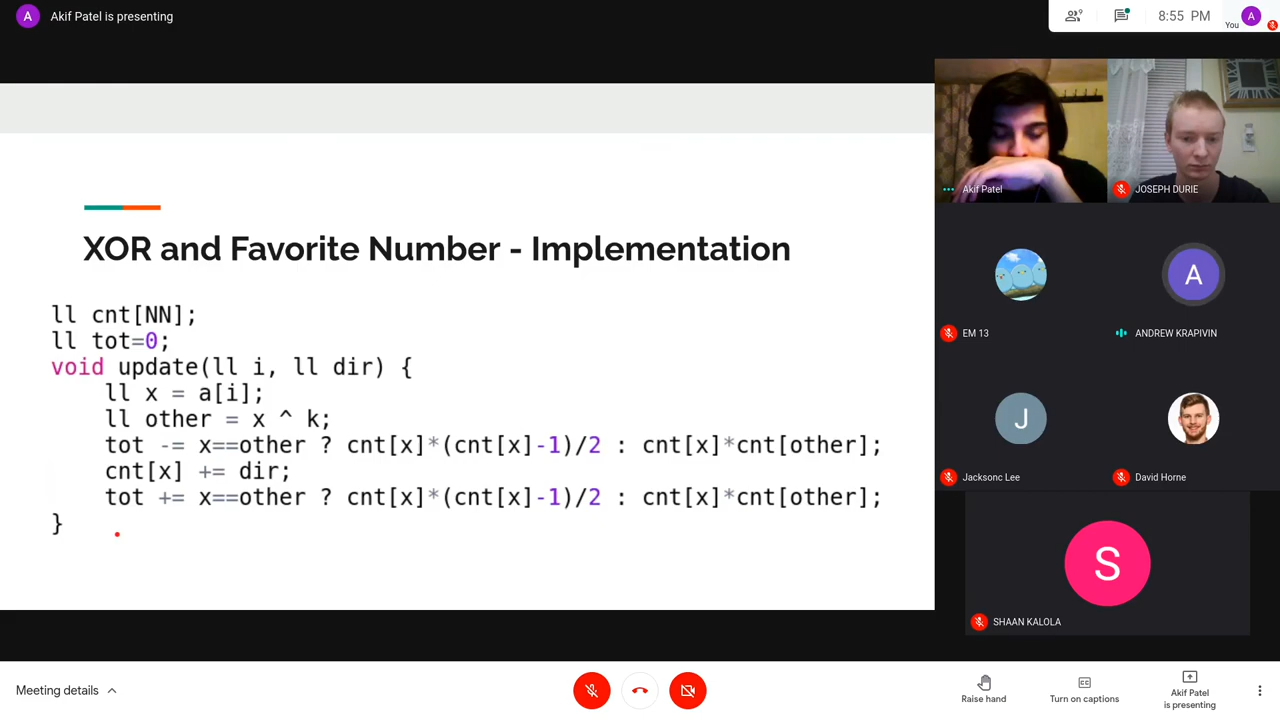 A
Akif Patel is presenting
9
8:55 PM
You
A
XOR and Favorite Number - Implementation
ll cnt[NN];
ll tot=0;
void update(ll i, ll dir) {
ll x = a[i];
ll other = x ^ k;
tot -= x==other ? cnt[x]*(cnt[x]-1)/2 : cnt[x]*cnt[other];
cnt[x] += dir;
tot += x==other ? cnt[x]*(cnt[x]-1)/2 : cnt[x]*cnt[other];
}
Akif Patel
JOSEPH DURIE
EM 13
A
ANDREW KRAPIVIN
J
Jacksonc Lee
David Horne
S
SHAAN KALOLA
Meeting details
Raise hand
CC
Turn on captions
Akif Patel
is presenting